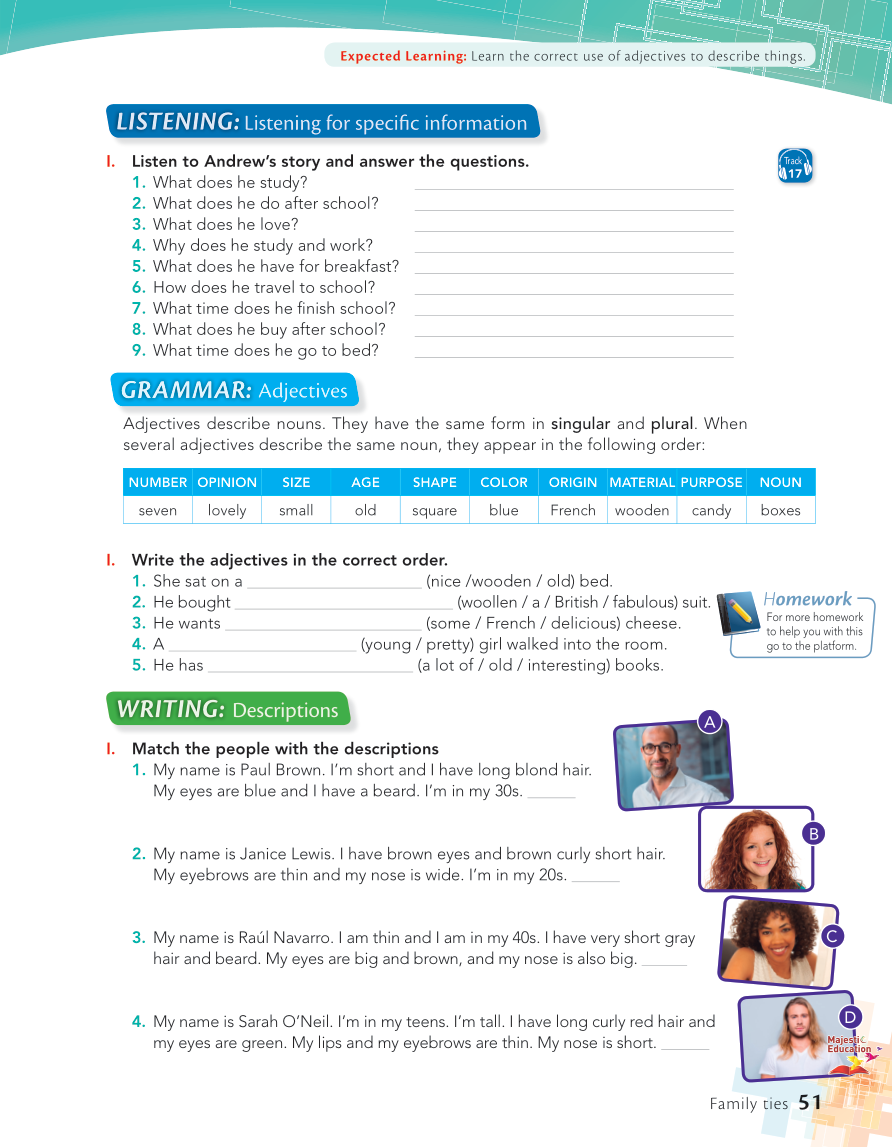 Expected Learning: Learn the correct use of adjectives to describe things.
LISTENING: Listening for specific information
I. Listen to Andrew's story and answer the questions.
Track
17
1. What does he study?
2. What does he do after school?
3. What does he love?
4. Why does he study and work?
5. What does he have for breakfast?
6. How does he travel to school?
7. What time does he finish school?
8. What does he buy after school?
9. What time does he go to bed?
GRAMMAR: Adjectives
Adjectives describe nouns. They have the same form in singular and plural. When
several adjectives describe the same noun, they appear in the following order:
NUMBER OPINION SIZE AGE SHAPE COLOR ORIGIN MATERIAL PURPOSE NOUN
seven lovely small old square blue French wooden candy boxes
I. Write the adjectives in the correct order.
1. She sat on a ____________ (nice /wooden / old) bed.
2. He bought ____________ (woollen / a / British / fabulous) suit.
3. He wants ____________ (some / French / delicious) cheese.
4. A ____________ (young / pretty) girl walked into the room.
5. He has ____________ (a lot of / old / interesting) books.
Homework
For more homework
to help you with this
go to the platform.
WRITING: Descriptions
I. Match the people with the descriptions
1. My name is Paul Brown. I'm short and I have long blond hair.
My eyes are blue and I have a beard. I'm in my 30s. ______
A
B
2. My name is Janice Lewis. I have brown eyes and brown curly short hair.
My eyebrows are thin and my nose is wide. I'm in my 20s. ______
3. My name is Raúl Navarro. I am thin and I am in my 40s. I have very short gray
hair and beard. My eyes are big and brown, and my nose is also big. ______
C
4. My name is Sarah O'Neil. I'm in my teens. I'm tall. I have long curly red hair and
my eyes are green. My lips and my eyebrows are thin. My nose is short. ______
D
Majestic
Education
Family ties 51